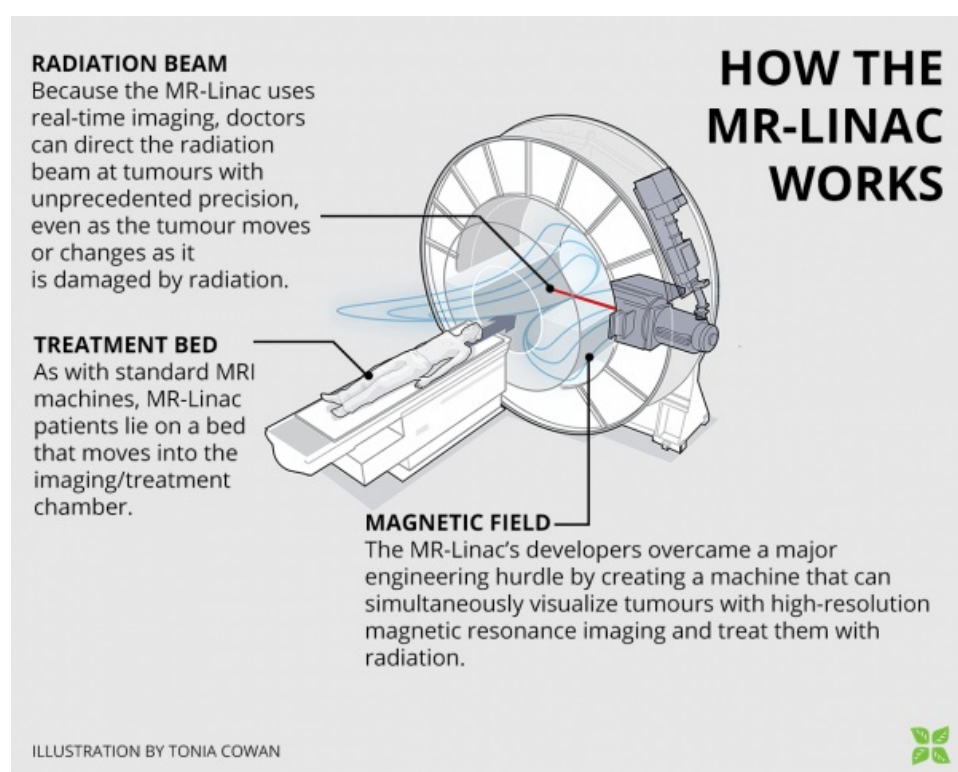 RADIATION BEAM
Because the MR-Linac uses
real-time imaging, doctors
can direct the radiation
beam at tumours with
unprecedented precision,
even as the tumour moves
or changes as it
is damaged by radiation.
HOW THE
MR-LINAC
WORKS
TREATMENT BED
As with standard MRI
machines, MR-Linac
patients lie on a bed
that moves into the
imaging/treatment
chamber.
MAGNETIC FIELD
The MR-Linac’s developers overcame a major
engineering hurdle by creating a machine that can
simultaneously visualize tumours with high-resolution
magnetic resonance imaging and treat them with
radiation.
ILLUSTRATION BY TONIA COWAN